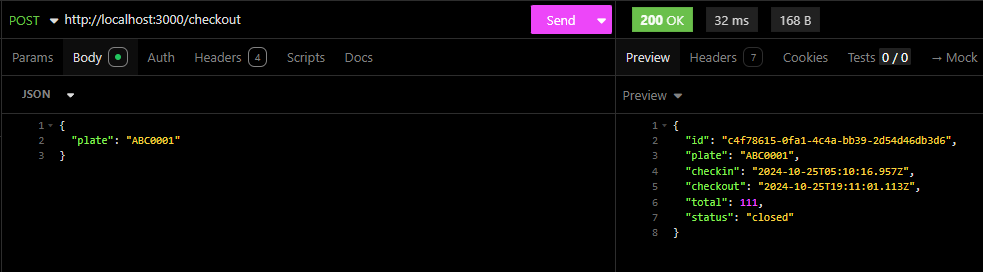 POST http://localhost:3000/checkout Send
Params Body Auth Headers 4 Scripts Docs
JSON
1 {
2 "plate": "ABC0001"
3 }
200 OK 32 ms 168 B
Preview Headers 7 Cookies Tests 0 / 0 → Mock
Preview
1 {
2 "id": "c4f78615-0fa1-4c4a-bb39-2d54d46db3d6",
3 "plate": "ABC0001",
4 "checkin": "2024-10-25T05:10:16.957Z",
5 "checkout": "2024-10-25T19:11:01.113Z",
6 "total": 111,
7 "status": "closed"
8 }